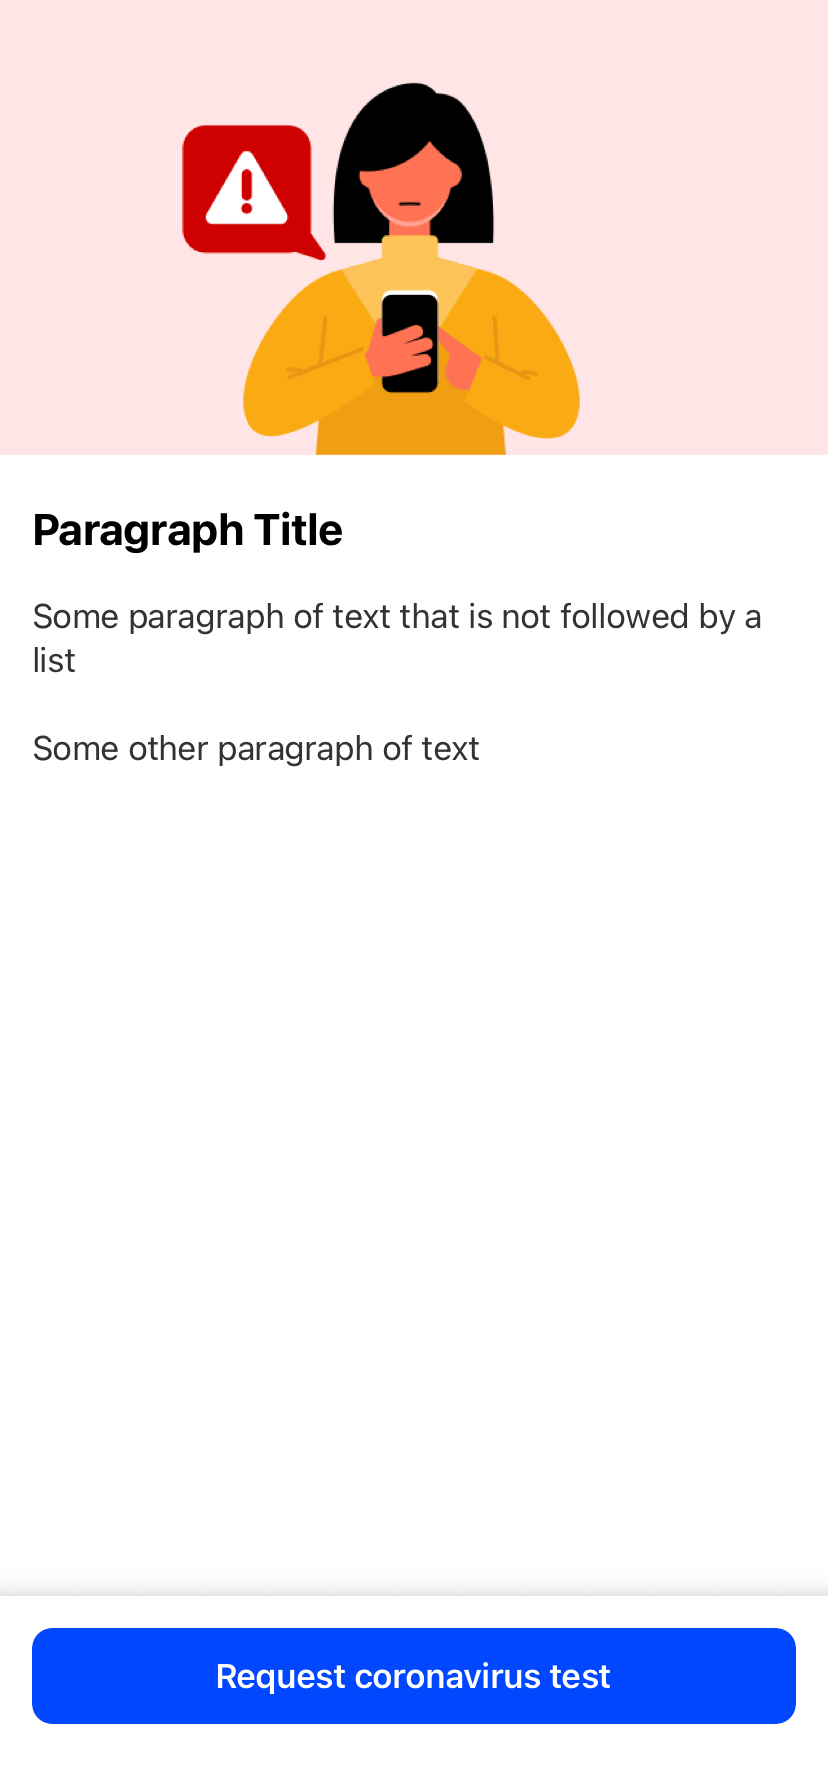 Paragraph Title
Some paragraph of text that is not followed by a
list
Some other paragraph of text
Request coronavirus test